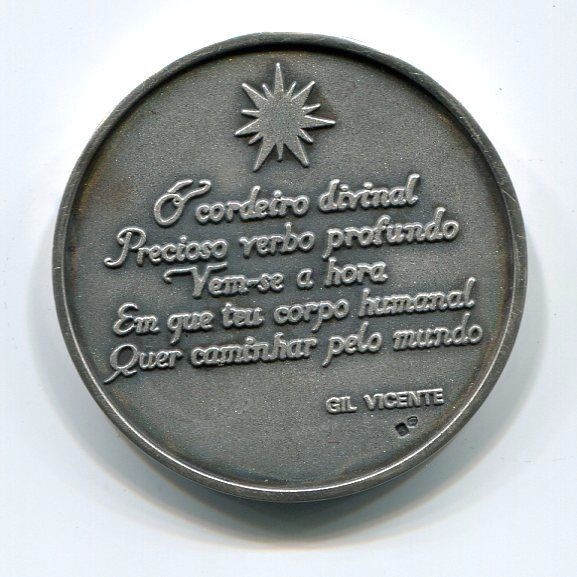 Ó cordeiro divinal
Precioso verbo profundo
Vem-se a hora
Em que teu corpo humanal
Quer caminhar pelo mundo
GIL VICENTE